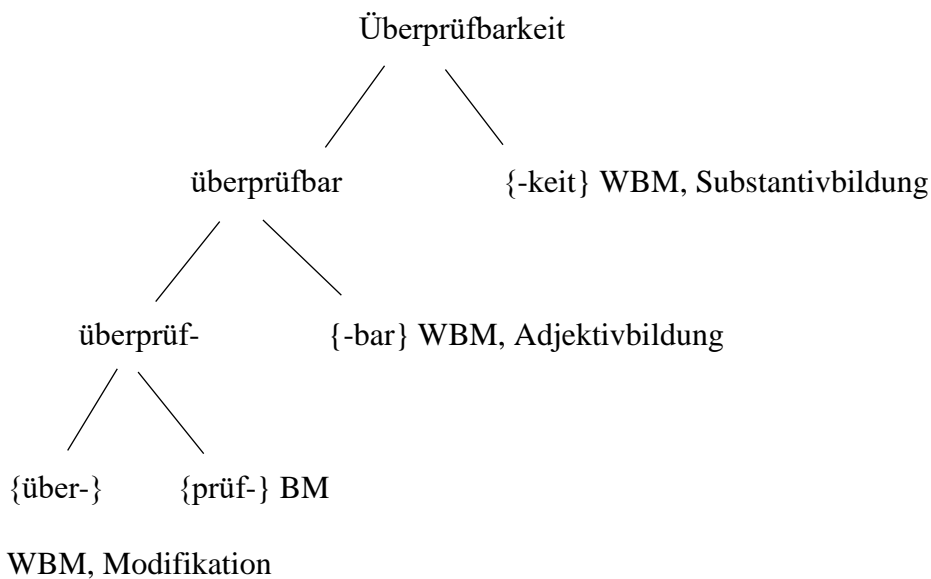 Überprüfbarkeit
überprüfbar {-keit} WBM, Substantivbildung
überprüf- {-bar} WBM, Adjektivbildung
{über-} {prüf-} BM
WBM, Modifikation